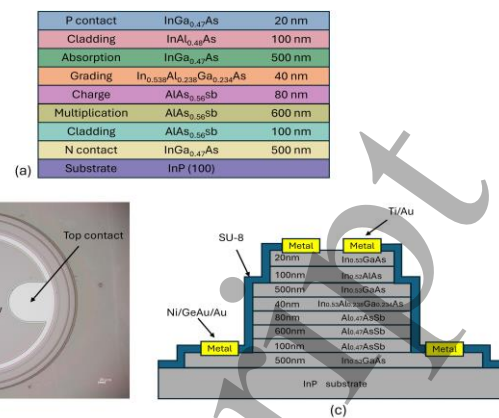 P contact InGa0.47As 20 nm
Cladding InAl0.48As 100 nm
Absorption InGa0.47As 500 nm
Grading In0.538Al0.238Ga0.234As 40 nm
Charge AlAs0.56sb 80 nm
Multiplication AlAs0.56sb 600 nm
Cladding AlAs0.56sb 100 nm
N contact InGa0.47As 500 nm
(a) Substrate InP (100)
Top contact
SU-8
Ti/Au
Ni/GeAu/Au
Metal Metal
20nm In0.53GaAs
100nm In0.52AlAs
500nm In0.53GaAs
40nm In0.53Al0.238Ga0.234As
80nm Al0.47AsSb
600nm Al0.47AsSb
Metal 100nm Al0.47AsSb Metal
500nm In0.53GaAs
InP substrate
(c)
ript